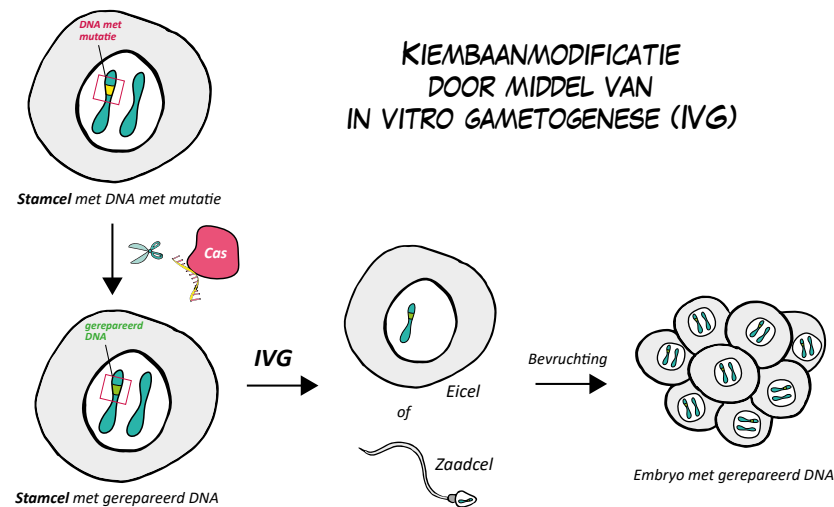 DNA met
mutatie
KIEMBAANMODIFICATIE
DOOR MIDDEL VAN
IN VITRO GAMETOGENESE (IVG)
Stamcel met DNA met mutatie
Cas
gerepareerd
DNA
IVG
Eicel
of
Zaadcel
Bevruchting
Stamcel met gerepareerd DNA
Embryo met gerepareerd DNA